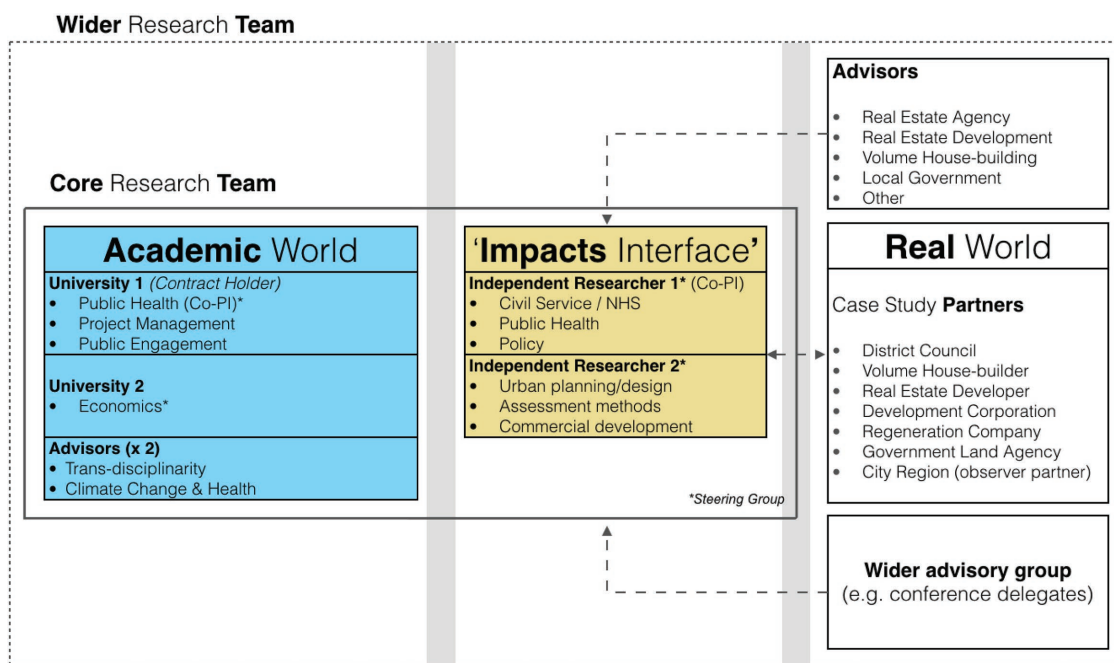 Wider Research Team
Core Research Team
Academic World
University 1 (Contract Holder)
• Public Health (Co-PI)*
• Project Management
• Public Engagement
University 2
• Economics*
Advisors (x 2)
• Trans-disciplinarity
• Climate Change & Health
'Impacts Interface'
Independent Researcher 1* (Co-PI)
• Civil Service / NHS
• Public Health
• Policy
Independent Researcher 2*
• Urban planning/design
• Assessment methods
• Commercial development
*Steering Group
Advisors
• Real Estate Agency
• Real Estate Development
• Volume House-building
• Local Government
• Other
Real World
Case Study Partners
• District Council
• Volume House-builder
• Real Estate Developer
• Development Corporation
• Regeneration Company
• Government Land Agency
• City Region (observer partner)
Wider advisory group
(e.g. conference delegates)